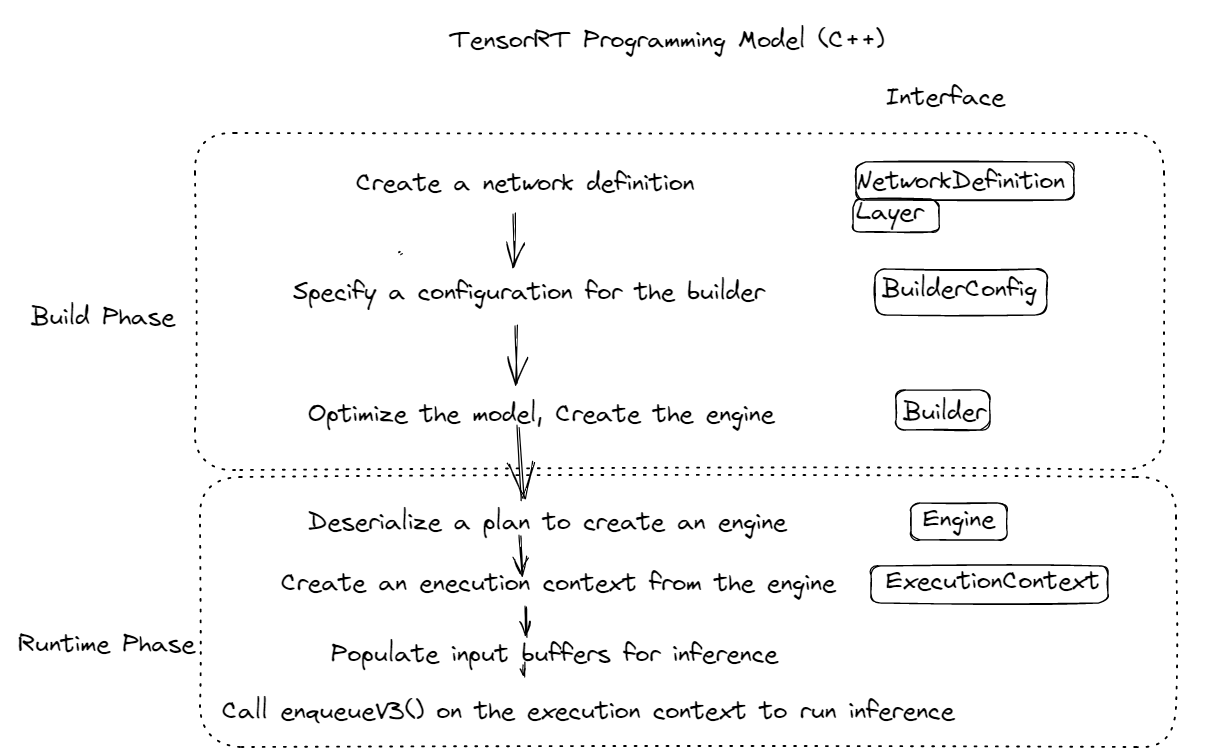 TensorRT Programming Model (C++)
Interface
Create a network definition
NetworkDefinition
Layer
Specify a configuration for the builder
BuilderConfig
Build Phase
Optimize the model, Create the engine
Builder
Deserialize a plan to create an engine
Engine
Create an enecution context from the engine
ExecutionContext
Runtime Phase
Populate input buffers for inference
Call enqueueV3() on the execution context to run inference